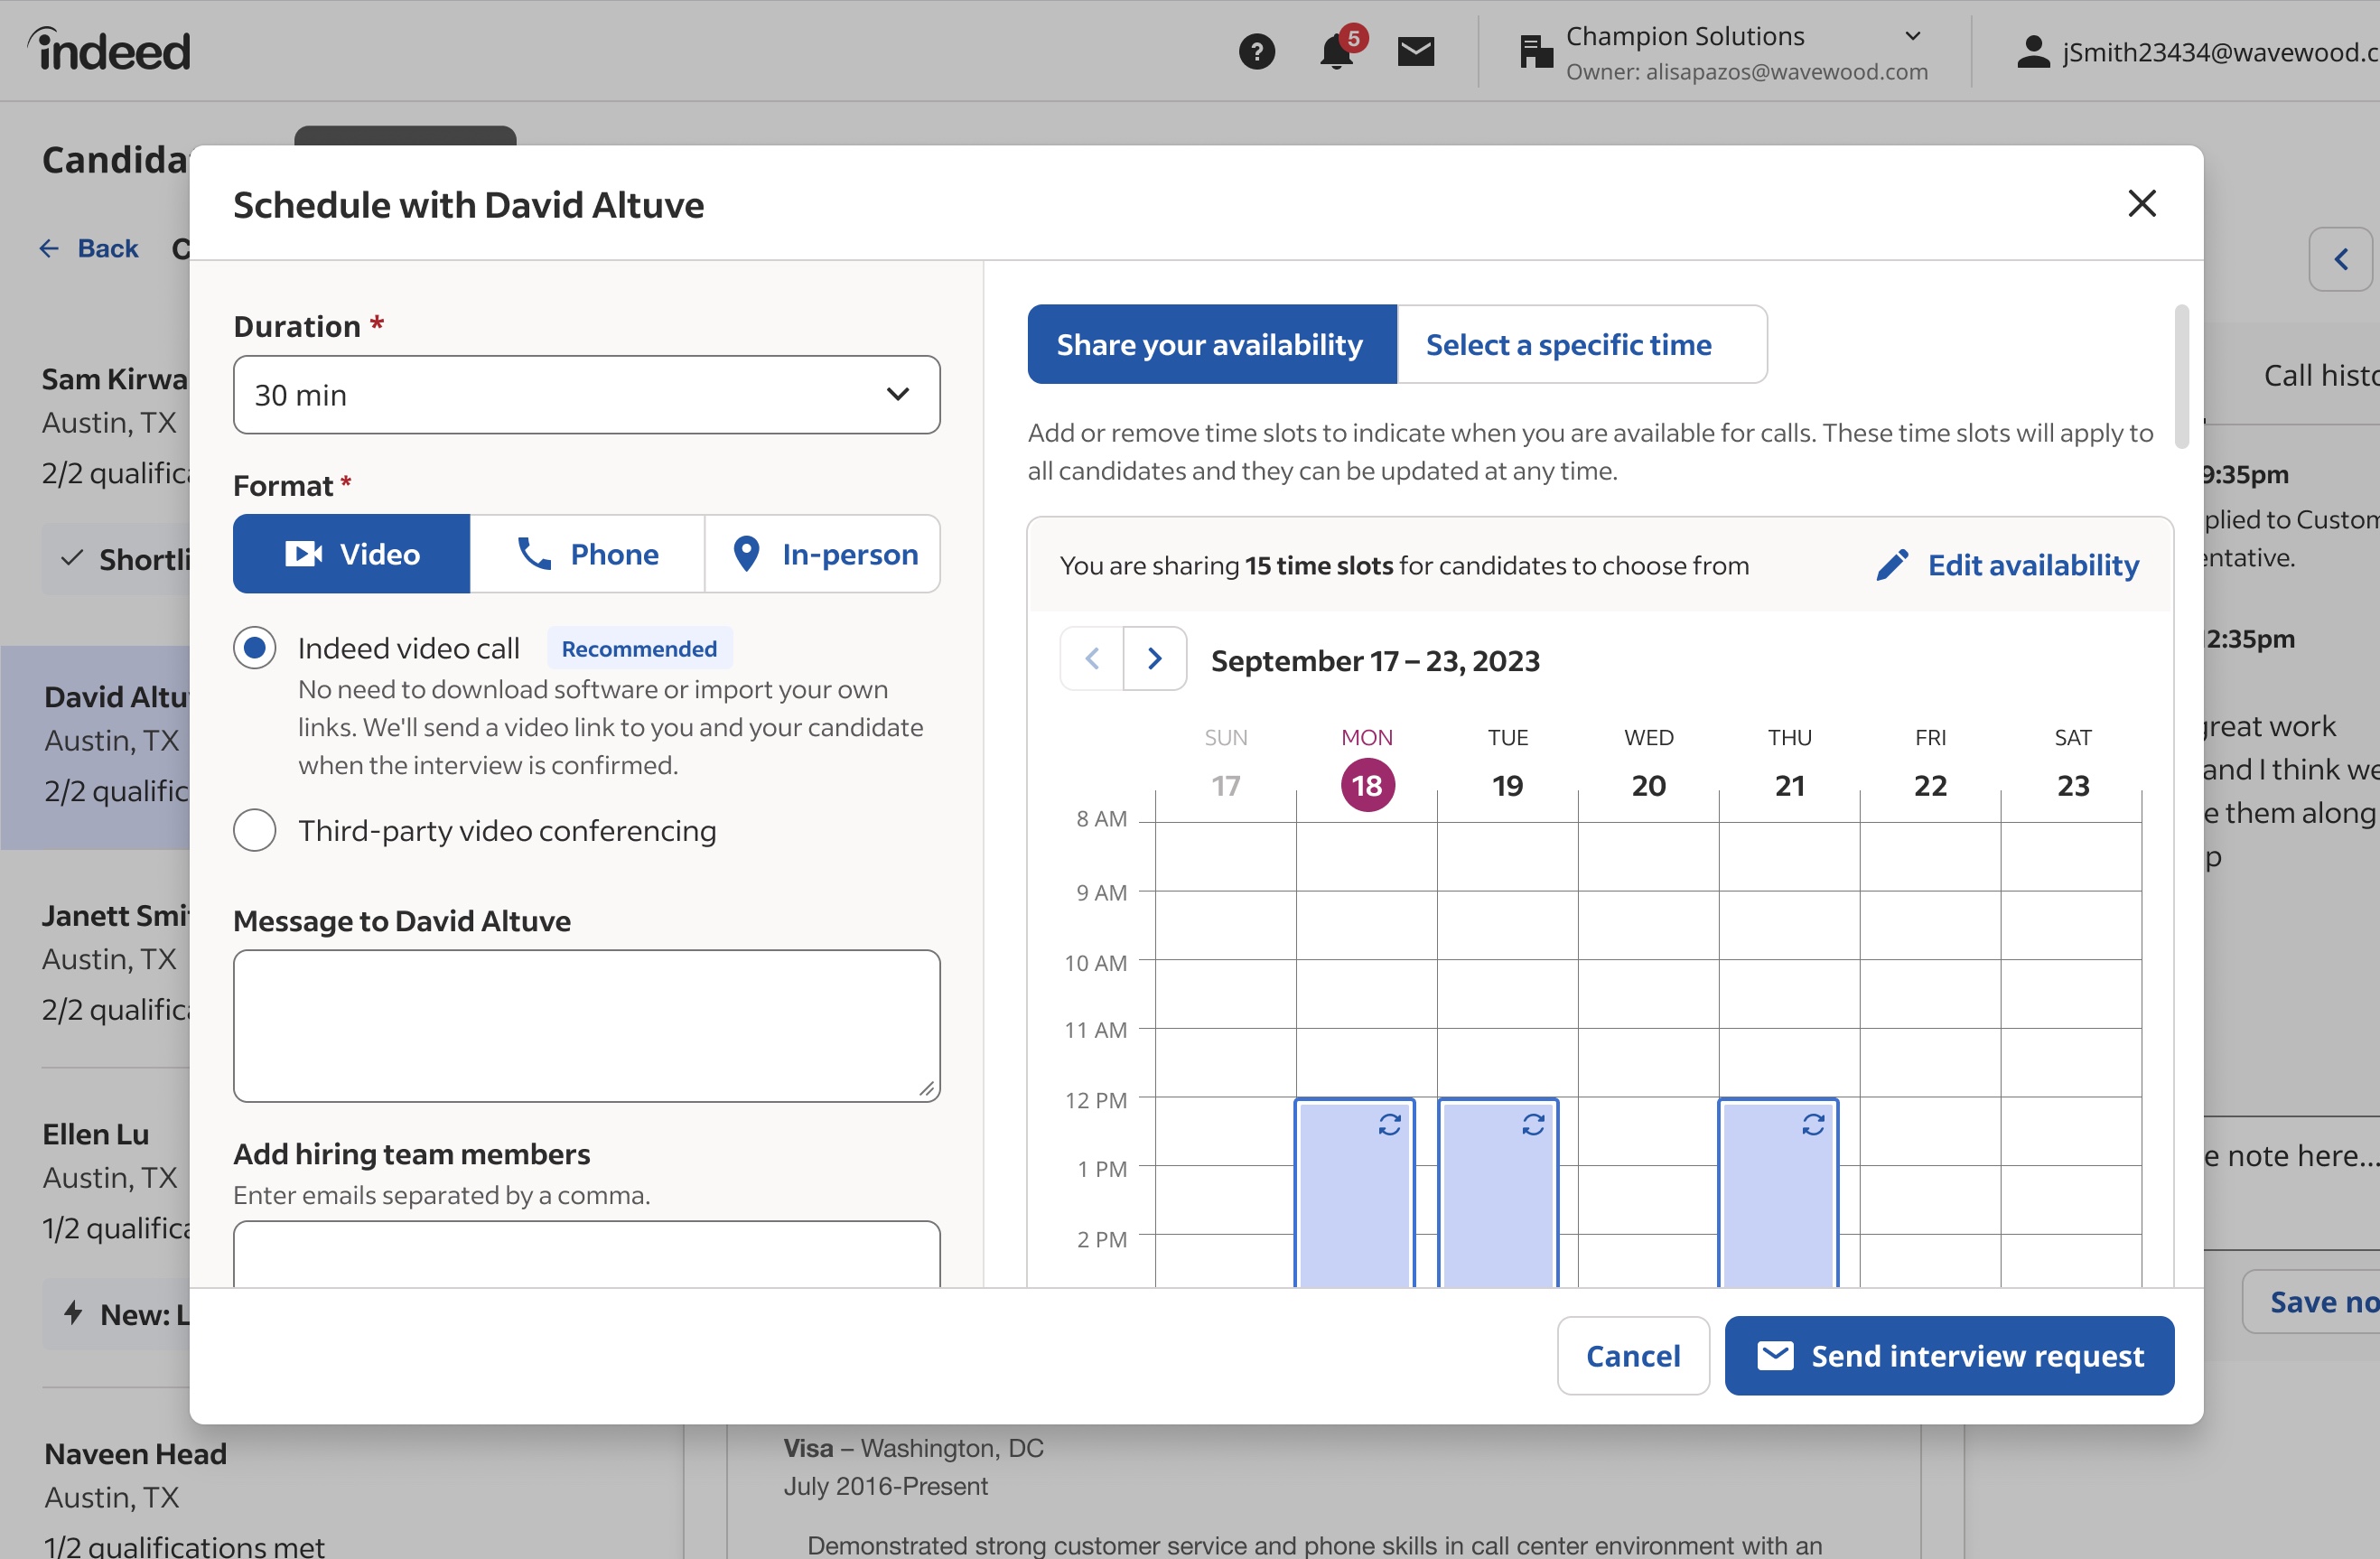 indeed
5
Champion Solutions
Owner: alisapazos@wavewood.com
jSmith23434@wavewood.c
Candida
Back C
Sam Kirwa
Austin, TX
2/2 qualifica
Shortli
David Altu
Austin, TX
2/2 qualific
Janett Smi
Austin, TX
2/2 qualifica
Ellen Lu
Austin, TX
1/2 qualifica
New: L
Naveen Head
Austin, TX
1/2 qualifications met
Schedule with David Altuve
Duration *
30 min
Format *
Video Phone In-person
Indeed video call Recommended
No need to download software or import your own
links. We'll send a video link to you and your candidate
when the interview is confirmed.
Third-party video conferencing
Message to David Altuve
Add hiring team members
Enter emails separated by a comma.
Share your availability Select a specific time
Add or remove time slots to indicate when you are available for calls. These time slots will apply to
all candidates and they can be updated at any time.
You are sharing 15 time slots for candidates to choose from Edit availability
September 17 – 23, 2023
SUN MON TUE WED THU FRI SAT
17 18 19 20 21 22 23
8 AM
9 AM
10 AM
11 AM
12 PM
1 PM
2 PM
Cancel Send interview request
Call histo
9:35pm
plied to Custom
entative.
2:35pm
great work
and I think we
e them along
p
e note here...
Save no
Visa – Washington, DC
July 2016-Present
Demonstrated strong customer service and phone skills in call center environment with an